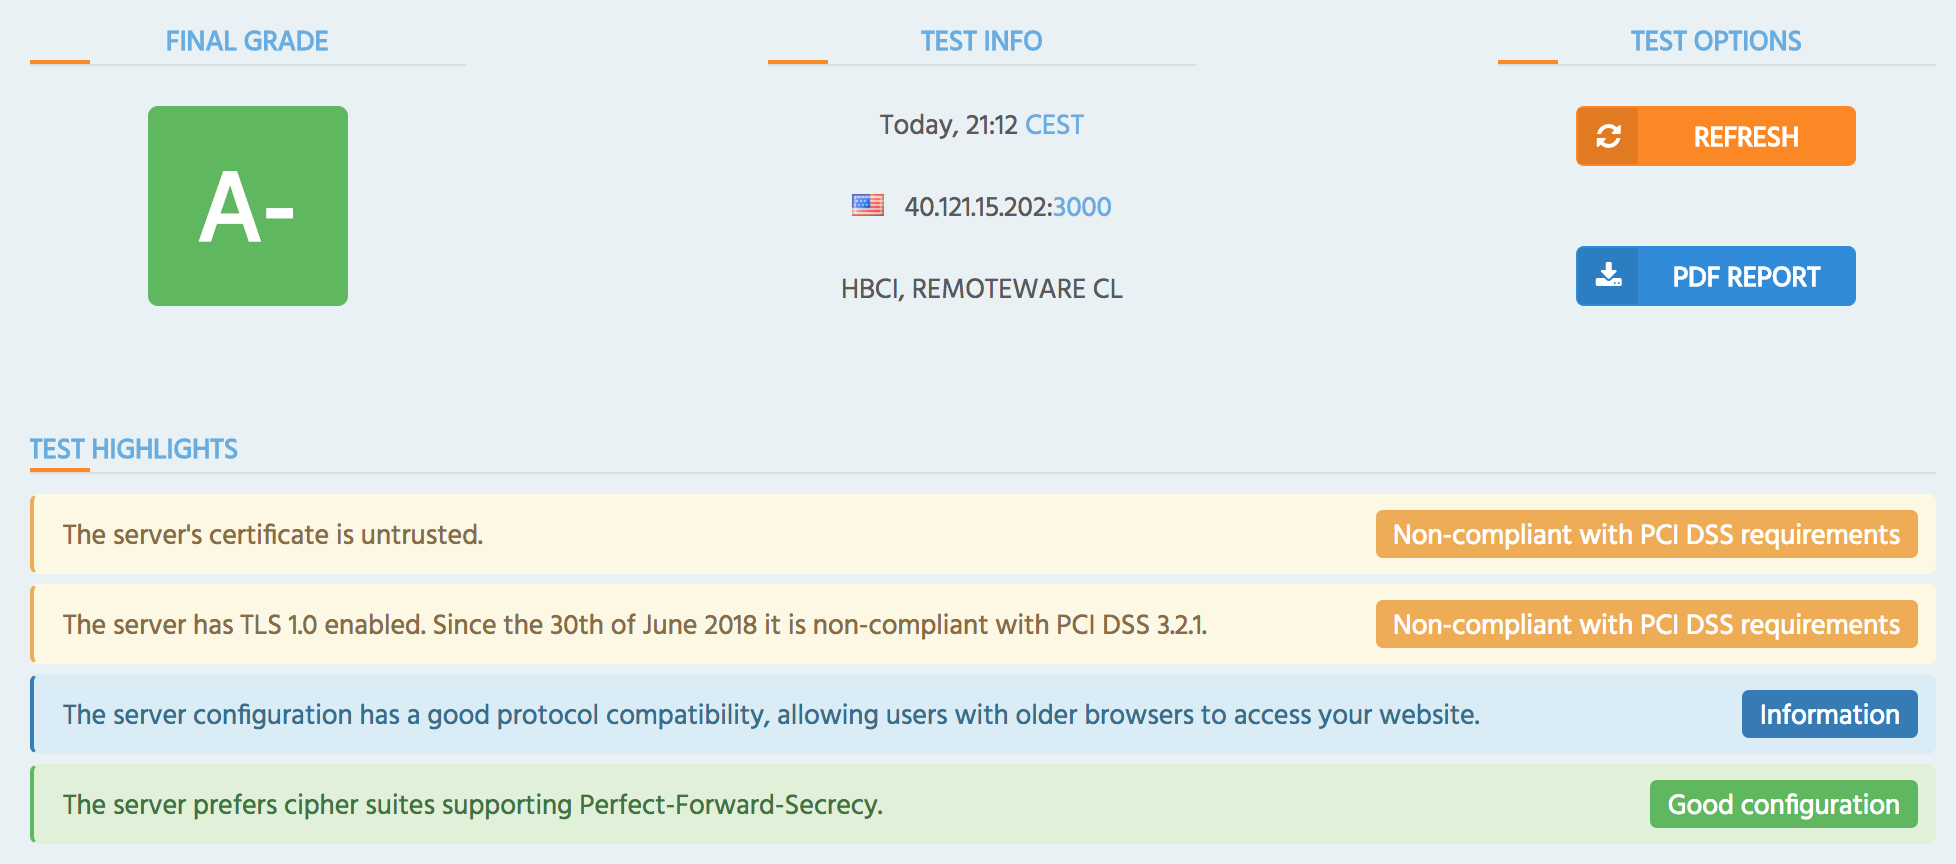 FINAL GRADE
TEST INFO
TEST OPTIONS
A-
Today, 21:12 CEST
40.121.15.202:3000
HBCI, REMOTEWARE CL
REFRESH
PDF REPORT
TEST HIGHLIGHTS
The server's certificate is untrusted.
Non-compliant with PCI DSS requirements
The server has TLS 1.0 enabled. Since the 30th of June 2018 it is non-compliant with PCI DSS 3.2.1.
Non-compliant with PCI DSS requirements
The server configuration has a good protocol compatibility, allowing users with older browsers to access your website.
Information
The server prefers cipher suites supporting Perfect-Forward-Secrecy.
Good configuration